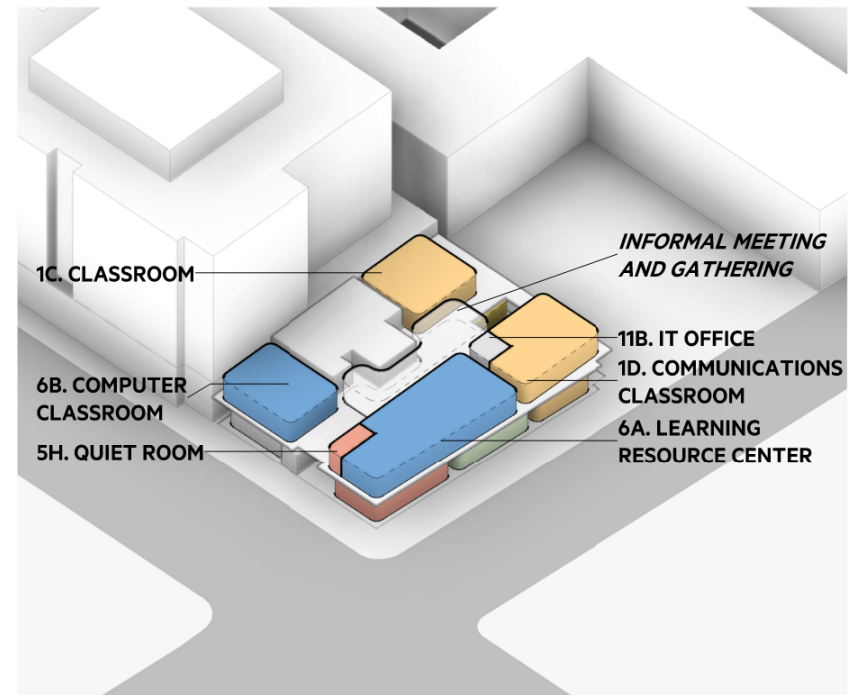 INFORMAL MEETING
AND GATHERING
1C. CLASSROOM
11B. IT OFFICE
1D. COMMUNICATIONS
CLASSROOM
6B. COMPUTER
CLASSROOM
6A. LEARNING
RESOURCE CENTER
5H. QUIET ROOM